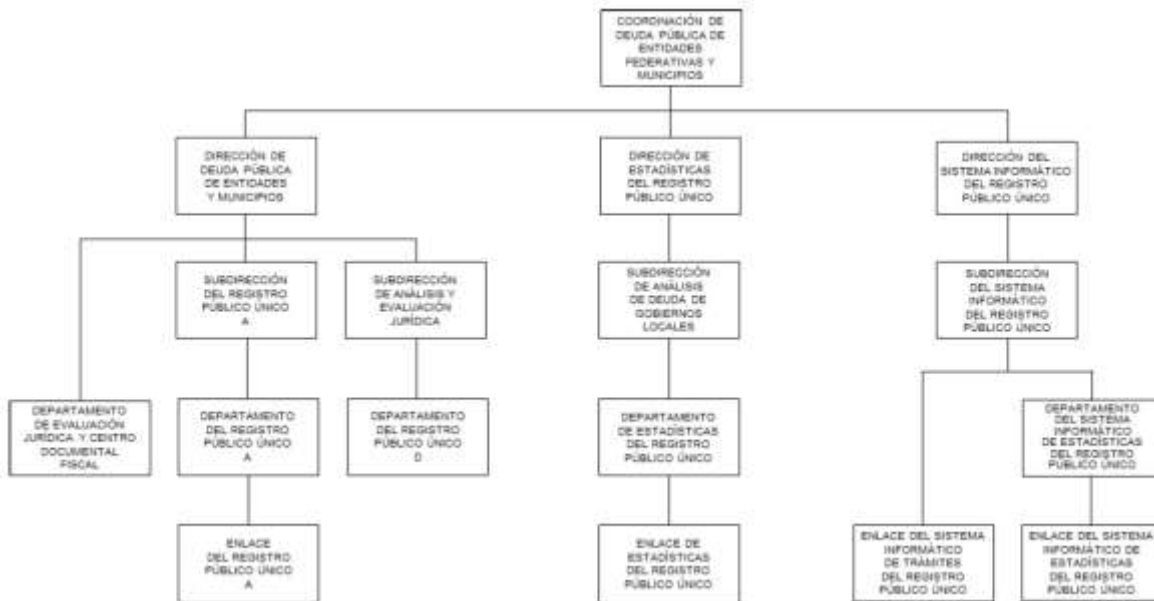 COORDINACIÓN DE
DEUDA PÚBLICA DE
ENTIDADES
FEDERATIVAS Y
MUNICIPIOS
DIRECCIÓN DE
DEUDA PÚBLICA
DE ENTIDADES
Y MUNICIPIOS
DIRECCIÓN DE
ESTADÍSTICAS
DEL REGISTRO
PÚBLICO ÚNICO
DIRECCIÓN DEL
SISTEMA INFORMÁTICO
DEL REGISTRO
PÚBLICO ÚNICO
SUBDIRECCIÓN
DEL REGISTRO
PÚBLICO ÚNICO
A
SUBDIRECCIÓN
DE ANÁLISIS Y
EVALUACIÓN
JURÍDICA
SUBDIRECCIÓN
DE ANÁLISIS
DE DEUDA DE
GOBIERNOS
LOCALES
SUBDIRECCIÓN
DEL SISTEMA
INFORMÁTICO
DEL REGISTRO
PÚBLICO ÚNICO
DEPARTAMENTO
DE EVALUACIÓN
JURÍDICA Y CENTRO
DOCUMENTAL
FISCAL
DEPARTAMENTO
DEL REGISTRO
PÚBLICO ÚNICO
A
DEPARTAMENTO
DEL REGISTRO
PÚBLICO ÚNICO
D
DEPARTAMENTO
DE ESTADÍSTICAS
DEL REGISTRO
PÚBLICO ÚNICO
DEPARTAMENTO
DEL SISTEMA
INFORMÁTICO
DE ESTADÍSTICAS
DEL REGISTRO
PÚBLICO ÚNICO
ENLACE
DEL REGISTRO
PÚBLICO ÚNICO
A
ENLACE DE
ESTADÍSTICAS
DEL REGISTRO
PÚBLICO ÚNICO
ENLACE DEL SISTEMA
INFORMÁTICO
DE TRÁMITES
DEL REGISTRO
PÚBLICO ÚNICO
ENLACE DEL SISTEMA
INFORMÁTICO DE
ESTADÍSTICAS
DEL REGISTRO
PÚBLICO ÚNICO